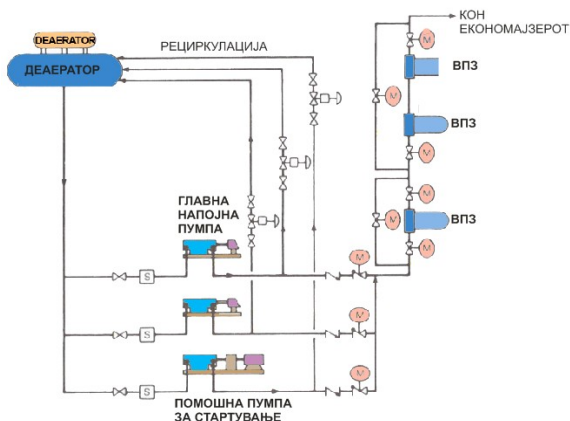 КОН
ЕКОНОМАЈЗЕРОТ
DEAERATOR
РЕЦИРКУЛАЦИЈА
M
ВПЗ
ДЕАЕРАТОР
M
M
ВПЗ
M
M
ГЛАВНА
НАПОЈНА
ПУМПА
M
ВПЗ
M
M
S
M
S
M
S
ПОМОШНА ПУМПА
ЗА СТАРТУВАЊЕ